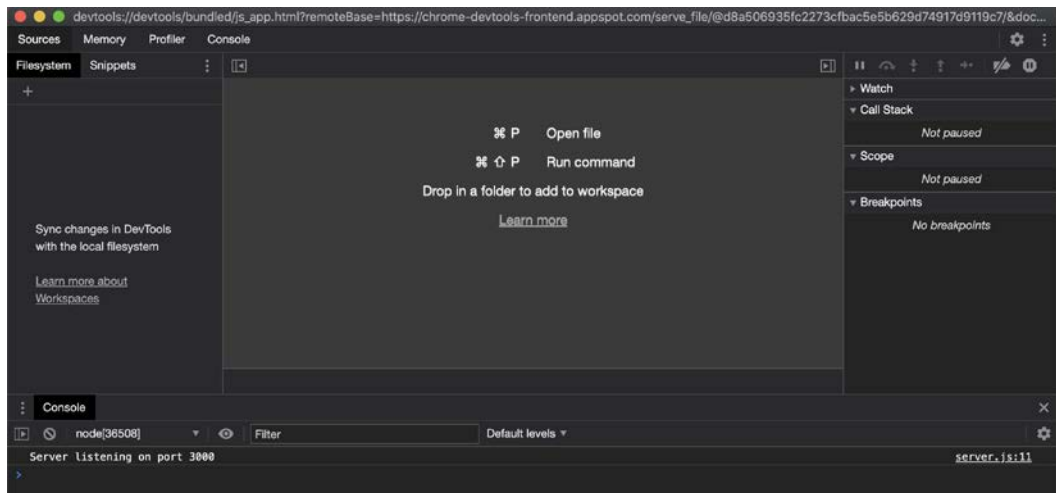 devtools://devtools/bundled/js_app.html?remoteBase=https://chrome-devtools-frontend.appspot.com/serve_file/@d8a506935fc2273cfbac5e5b629d74917d9119c7/&doc...
Sources Memory Profiler Console
Filesystem Snippets
+
Watch
Call Stack
Not paused
Scope
Not paused
Breakpoints
No breakpoints
⌘ P Open file
⌘ ⇧ P Run command
Drop in a folder to add to workspace
Learn more
Sync changes in DevTools
with the local filesystem
Learn more about
Workspaces
Console
node[36508] Filter Default levels
Server listening on port 3000 server.js:11
>